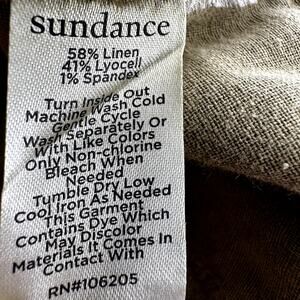 sundance
58% Linen
41% Lyocell
1% Spandex
Turn Inside Out
Machine Wash Cold
Gentle Cycle
Wash Separately Or
With Like Colors
Only Non-chlorine
Bleach When
Needed
Tumble Dry Low
Cool Iron As Needed
This Garment
Contains Dye Which
May Discolor
Materials It Comes In
Contact With
RN#106205